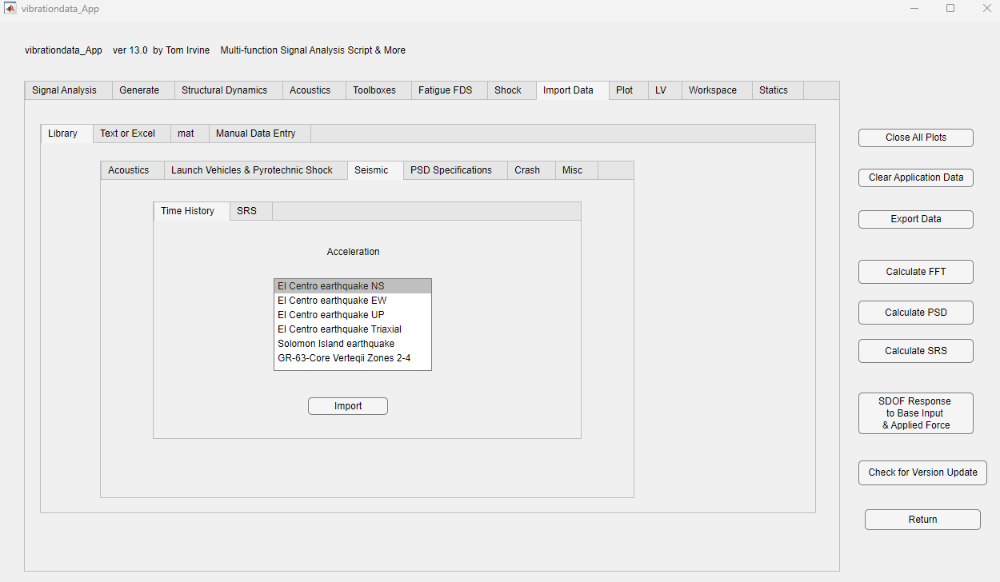 vibrationdata_App
vibrationdata_App ver 13.0 by Tom Irvine Multi-function Signal Analysis Script & More
Signal Analysis Generate Structural Dynamics Acoustics Toolboxes Fatigue FDS Shock Import Data Plot LV Workspace Statics
Library Text or Excel mat Manual Data Entry
Acoustics Launch Vehicles & Pyrotechnic Shock Seismic PSD Specifications Crash Misc
Time History SRS
Acceleration
El Centro earthquake NS
El Centro earthquake EW
El Centro earthquake UP
El Centro earthquake Triaxial
Solomon Island earthquake
GR-63-Core Verteqii Zones 2-4
Import
Close All Plots
Clear Application Data
Export Data
Calculate FFT
Calculate PSD
Calculate SRS
SDOF Response
to Base Input
& Applied Force
Check for Version Update
Return